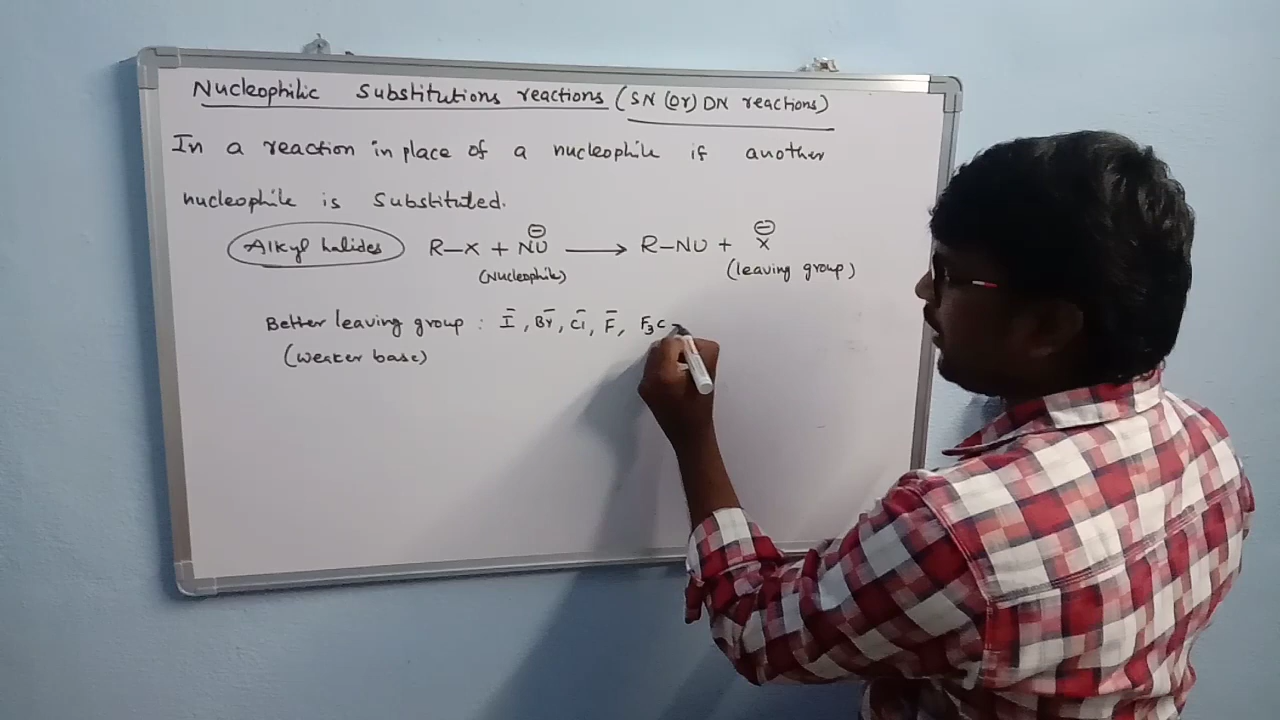 Nucleophilic Substitutions reactions (SN (or) DN reactions)
In a reaction in place of a nucleophile if another
nucleophile is Substituted.
Alkyl halides R–X + NU⊖ ⟶ R–NU + X⊖
(Nucleophile) (leaving group)
Better leaving group : I⁻, Br⁻, Cl⁻, F⁻, F₃C–
(weaker base)